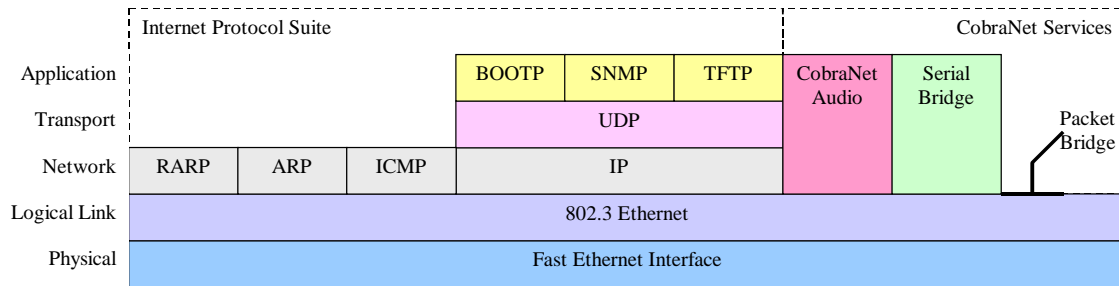 Internet Protocol Suite
CobraNet Services
Application
BOOTP
SNMP
TFTP
CobraNet
Audio
Serial
Bridge
Transport
UDP
Packet
Bridge
Network
RARP
ARP
ICMP
IP
Logical Link
802.3 Ethernet
Physical
Fast Ethernet Interface